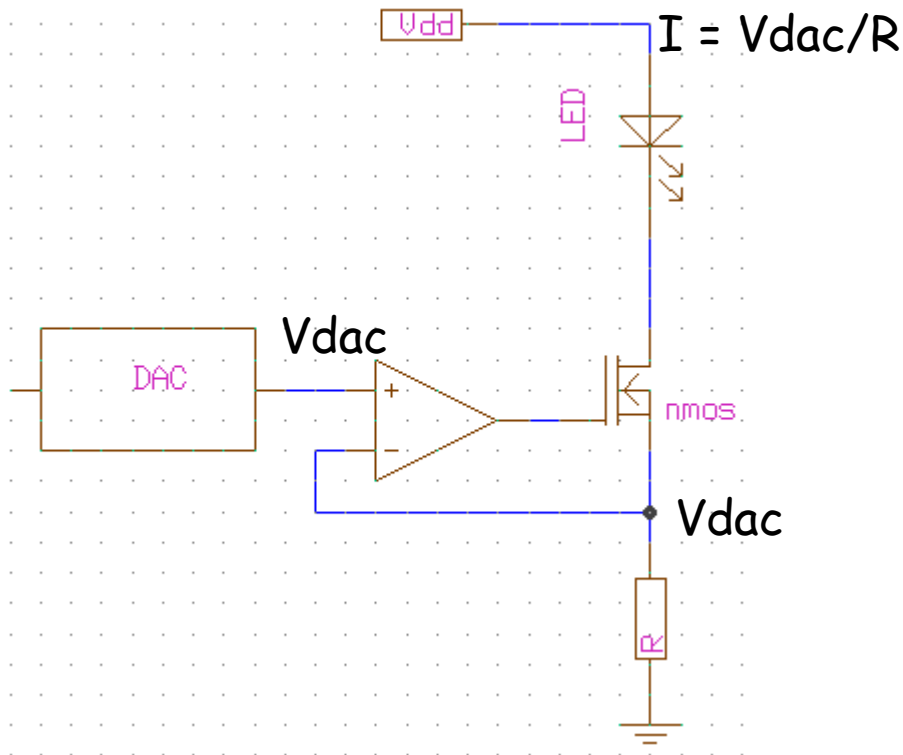 Vdd
I = Vdac/R
LED
Vdac
DAC
+
nmos
−
Vdac
R